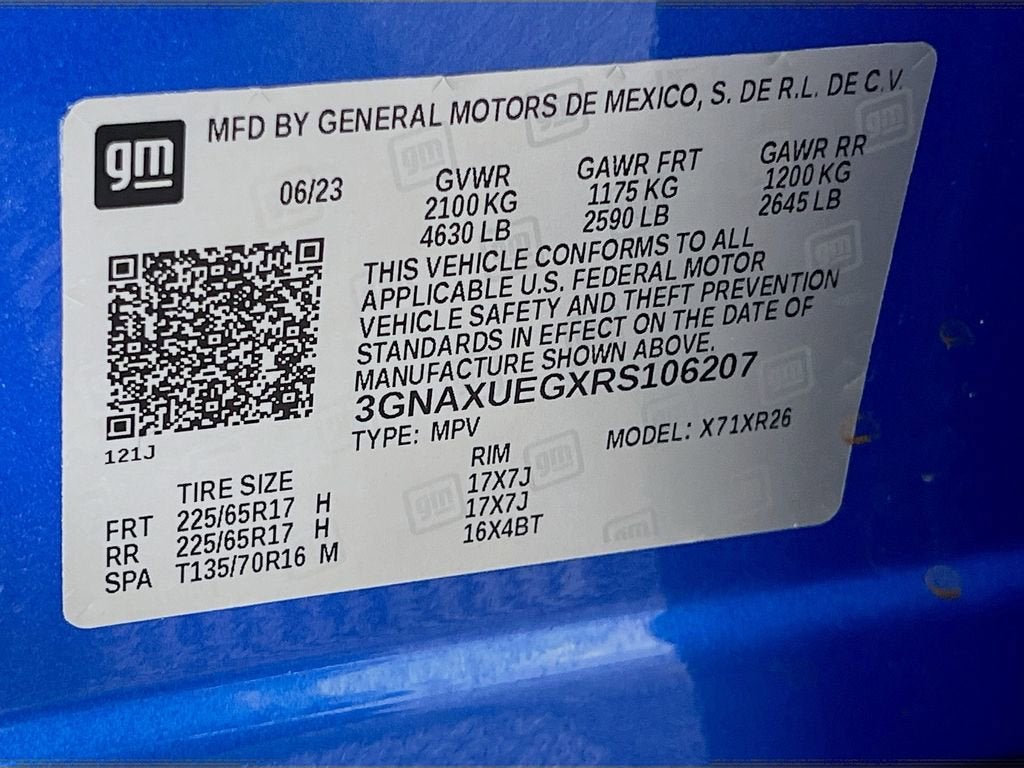 gm
MFD BY GENERAL MOTORS DE MEXICO, S. DE R.L. DE C.V.
06/23
GVWR GAWR FRT GAWR RR
2100 KG 1175 KG 1200 KG
4630 LB 2590 LB 2645 LB
THIS VEHICLE CONFORMS TO ALL
APPLICABLE U.S. FEDERAL MOTOR
VEHICLE SAFETY AND THEFT PREVENTION
STANDARDS IN EFFECT ON THE DATE OF
MANUFACTURE SHOWN ABOVE.
3GNAXUEGXRS106207
TYPE: MPV MODEL: X71XR26
121J
TIRE SIZE RIM
FRT 225/65R17 H 17X7J
RR 225/65R17 H 17X7J
SPA T135/70R16 M 16X4BT